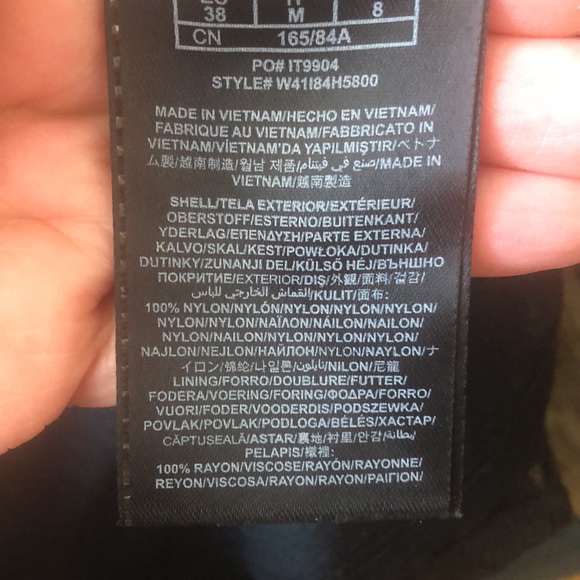 38 M 8
CN 165/84A
PO# IT9904
STYLE# W41I84H5800
MADE IN VIETNAM/HECHO EN VIETNAM/
FABRIQUE AU VIETNAM/FABBRICATO IN
VIETNAM/VİETNAM'DA YAPILMIŞTIR/ベトナ
ム製/越南制造/월남 제품/صنع في فيتنام/MADE IN
VIETNAM/越南製造
SHELL/TELA EXTERIOR/EXTÉRIEUR/
OBERSTOFF/ESTERNO/BUITENKANT/
YDERLAG/ΕΠΕΝΔΥΣΗ/PARTE EXTERNA/
KALVO/SKAL/KEST/POWŁOKA/DUTINKA/
DUTINKY/ZUNANJI DEL/KÜLSŐ HÉJ/ВЪНШНО
ПОКРИТИЕ/EXTERIOR/DIŞ/外観/面料/겉감/
القماش الخارجي للباس/KULIT/面布:
100% NYLON/NYLÓN/NYLON/NYLON/NYLON/
NYLON/NYLON/ΝΑΪΛΟΝ/NÁILON/NAILON/
NYLON/NAILON/NYLON/NYLON/NYLON/
NAJLON/NEJLON/НАЙЛОН/NYLON/NAYLON/ナ
イロン/锦纶/나일론/نايلون/NILON/尼龍
LINING/FORRO/DOUBLURE/FUTTER/
FODERA/VOERING/FORING/ΦΟΔΡΑ/FORRO/
VUORI/FODER/VOODERDIS/PODSZEWKA/
POVLAK/POVLAK/PODLOGA/BÉLÉS/ХАСТАР/
CĂPTUSEALĂ/ASTAR/裏地/衬里/안감/بطانة/
PELAPIS/襯裡:
100% RAYON/VISCOSE/RAYÓN/RAYONNE/
REYON/VISCOSA/RAYON/RAYON/ΡΑΙΓΙΟΝ/